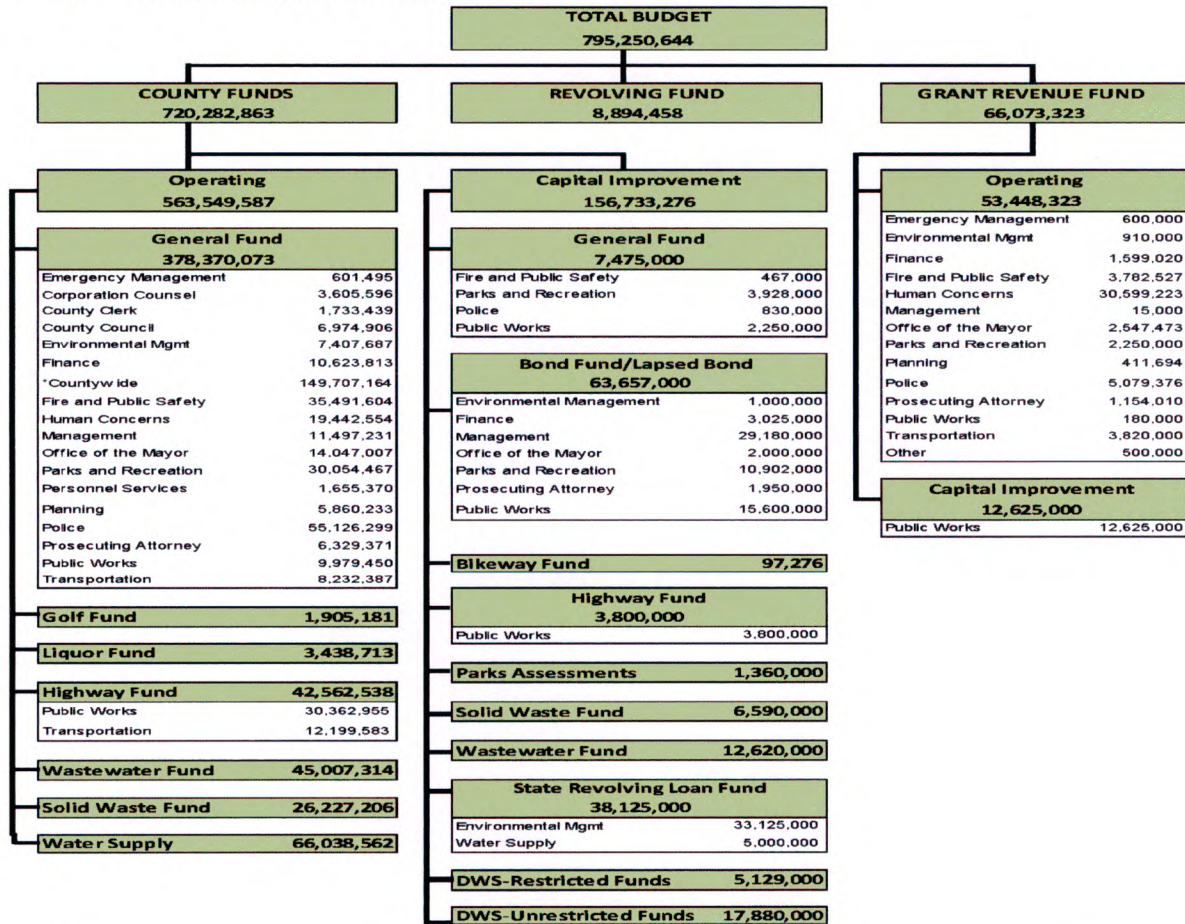 TOTAL BUDGET
795,250,644
COUNTY FUNDS
720,282,863
REVOLVING FUND
8,894,458
GRANT REVENUE FUND
66,073,323
Operating
563,549,587
General Fund
378,370,073
Emergency Management 601,495
Corporation Counsel 3,605,596
County Clerk 1,733,439
County Council 6,974,906
Environmental Mgmt 7,407,687
Finance 10,623,813
*Countywide 149,707,164
Fire and Public Safety 35,491,604
Human Concerns 19,442,554
Management 11,497,231
Office of the Mayor 14,047,007
Parks and Recreation 30,054,467
Personnel Services 1,655,370
Planning 5,860,233
Police 55,126,299
Prosecuting Attorney 6,329,371
Public Works 9,979,450
Transportation 8,232,387
Golf Fund 1,905,181
Liquor Fund 3,438,713
Highway Fund 42,562,538
Public Works 30,362,955
Transportation 12,199,583
Wastewater Fund 45,007,314
Solid Waste Fund 26,227,206
Water Supply 66,038,562
Capital Improvement
156,733,276
General Fund
7,475,000
Fire and Public Safety 467,000
Parks and Recreation 3,928,000
Police 830,000
Public Works 2,250,000
Bond Fund/Lapsed Bond
63,657,000
Environmental Management 1,000,000
Finance 3,025,000
Management 29,180,000
Office of the Mayor 2,000,000
Parks and Recreation 10,902,000
Prosecuting Attorney 1,950,000
Public Works 15,600,000
Bikeway Fund 97,276
Highway Fund
3,800,000
Public Works 3,800,000
Parks Assessments 1,360,000
Solid Waste Fund 6,590,000
Wastewater Fund 12,620,000
State Revolving Loan Fund
38,125,000
Environmental Mgmt 33,125,000
Water Supply 5,000,000
DWS-Restricted Funds 5,129,000
DWS-Unrestricted Funds 17,880,000
Operating
53,448,323
Emergency Management 600,000
Environmental Mgmt 910,000
Finance 1,599,020
Fire and Public Safety 3,782,527
Human Concerns 30,599,223
Management 15,000
Office of the Mayor 2,547,473
Parks and Recreation 2,250,000
Planning 411,694
Police 5,079,376
Prosecuting Attorney 1,154,010
Public Works 180,000
Transportation 3,820,000
Other 500,000
Capital Improvement
12,625,000
Public Works 12,625,000